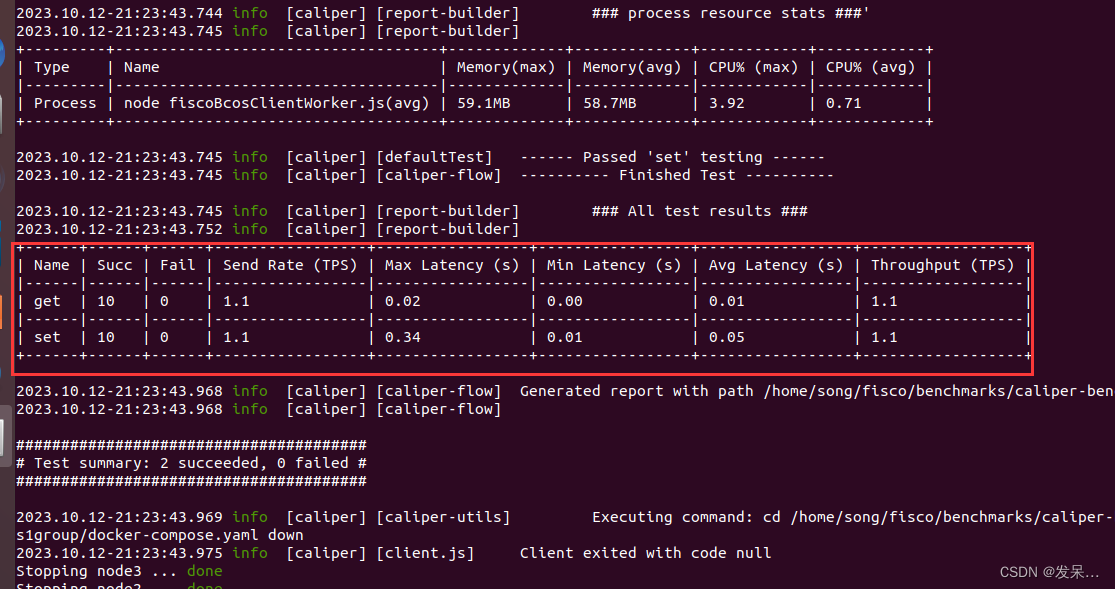 2023.10.12-21:23:43.744 info  [caliper] [report-builder]        ### process resource stats ###'
2023.10.12-21:23:43.745 info  [caliper] [report-builder]
+---------+------------------------------------+-------------+-------------+------------+------------+
| Type    | Name                               | Memory(max) | Memory(avg) | CPU% (max) | CPU% (avg) |
|---------+------------------------------------|-------------|-------------|------------|------------|
| Process | node fiscoBcosClientWorker.js(avg) | 59.1MB      | 58.7MB      | 3.92       | 0.71       |
+---------+------------------------------------+-------------+-------------+------------+------------+
2023.10.12-21:23:43.745 info  [caliper] [defaultTest]   ------ Passed 'set' testing ------
2023.10.12-21:23:43.745 info  [caliper] [caliper-flow]  ---------- Finished Test ----------
2023.10.12-21:23:43.745 info  [caliper] [report-builder]        ### All test results ###
2023.10.12-21:23:43.752 info  [caliper] [report-builder]
+------+------+------+-----------------+-----------------+-----------------+-----------------+------------------+
| Name | Succ | Fail | Send Rate (TPS) | Max Latency (s) | Min Latency (s) | Avg Latency (s) | Throughput (TPS) |
|------|------|------|-----------------|-----------------|-----------------|-----------------|------------------|
| get  | 10   | 0    | 1.1             | 0.02            | 0.00            | 0.01            | 1.1              |
|------|------|------|-----------------|-----------------|-----------------|-----------------|------------------|
| set  | 10   | 0    | 1.1             | 0.34            | 0.01            | 0.05            | 1.1              |
+------+------+------+-----------------+-----------------+-----------------+-----------------+------------------+
2023.10.12-21:23:43.968 info  [caliper] [caliper-flow]  Generated report with path /home/song/fisco/benchmarks/caliper-ben
2023.10.12-21:23:43.968 info  [caliper] [caliper-flow]
#######################################
# Test summary: 2 succeeded, 0 failed #
#######################################
2023.10.12-21:23:43.969 info  [caliper] [caliper-utils]         Executing command: cd /home/song/fisco/benchmarks/caliper-
s1group/docker-compose.yaml down
2023.10.12-21:23:43.975 info  [caliper] [client.js]     Client exited with code null
Stopping node3 ... done
Stopping node2 ... done
CSDN @发呆...